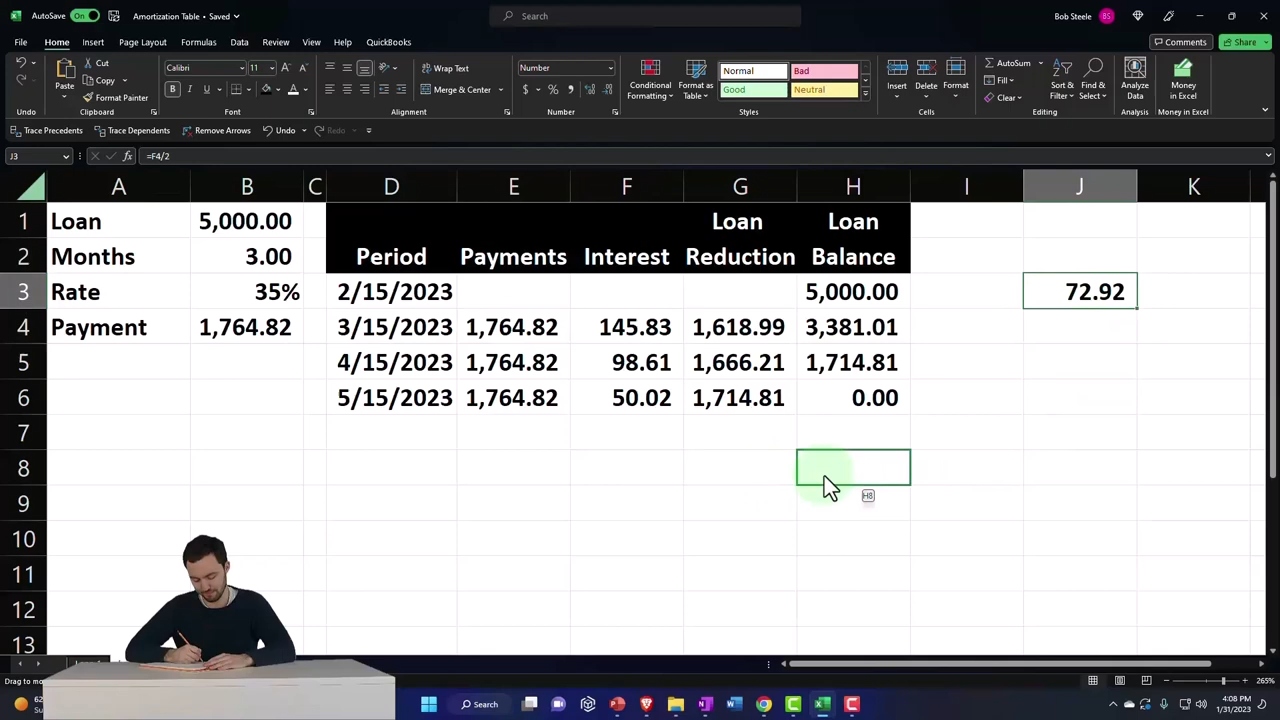 AutoSave On Amortization Table • Saved Search Bob Steele BS
File Home Insert Page Layout Formulas Data Review View Help QuickBooks Comments Share
Paste Cut Copy Format Painter
Calibri 11 Wrap Text Merge & Center
Number
Conditional Formatting Format as Table
Normal Bad
Good Neutral
Insert Delete Format
AutoSum Fill Clear
Sort & Filter Find & Select Analyze Data Money in Excel
Undo Clipboard Font Alignment Number Styles Cells Editing Analysis Money in Excel
Trace Precedents Trace Dependents Remove Arrows Undo Redo
J3 fx =F4/2
A B C D E F G H I J K
1 Loan 5,000.00 Loan Loan
2 Months 3.00 Period Payments Interest Reduction Balance
3 Rate 35% 2/15/2023 5,000.00 72.92
4 Payment 1,764.82 3/15/2023 1,764.82 145.83 1,618.99 3,381.01
5 4/15/2023 1,764.82 98.61 1,666.21 1,714.81
6 5/15/2023 1,764.82 50.02 1,714.81 0.00
7
8
H8
9
10
11
12
13
Drag to mo
265%
Search
4:08 PM
1/31/2023